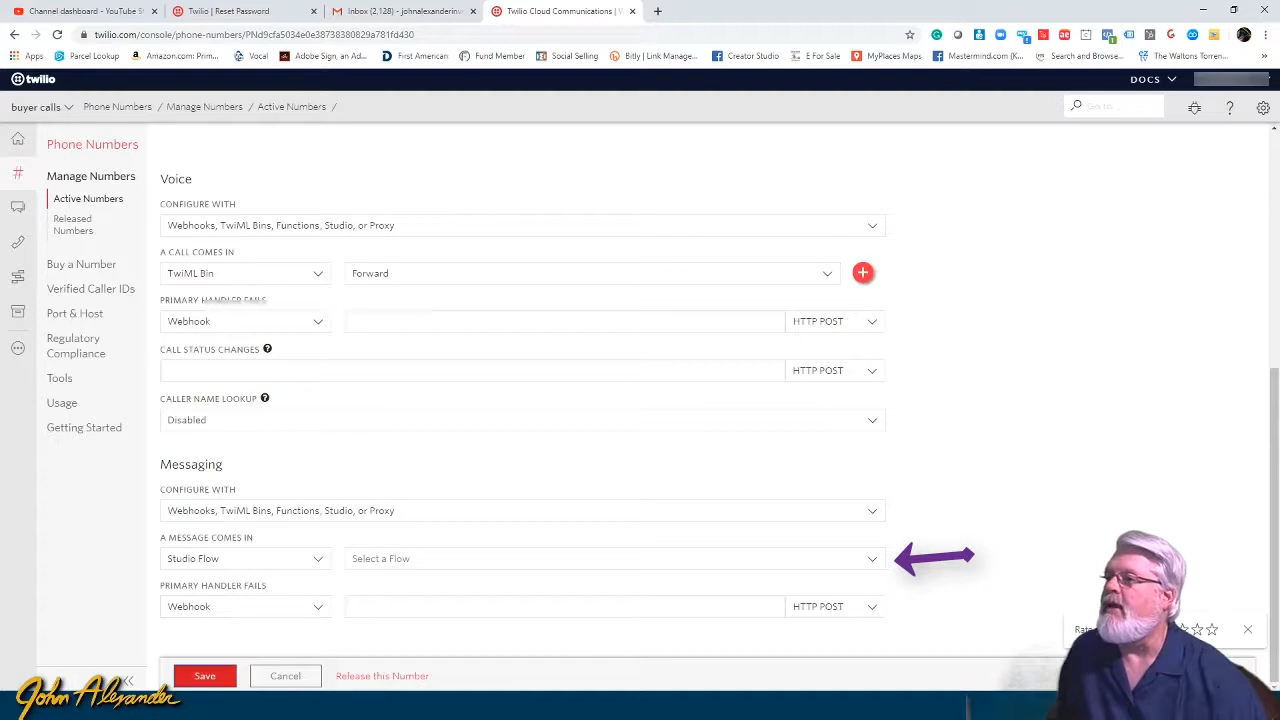 Channel dashboard - YouTube S
Twilio | Reset Password
Inbox (2,128) - johnalexanderinv
Twilio Cloud Communications | V
twilio.com/console/phone-numbers/
Apps
Parcel Lookup
Amazon.com: Prim...
Vocal
Adobe Sign, an Ad...
First American
Fund Member
Social Selling
Bitly | Link Manage...
Creator Studio
E For Sale
MyPlaces Maps
Mastermind.com (K...
Search and Browse...
The Waltons Torren...
twilio
DOCS
buyer calls
Phone Numbers / Manage Numbers / Active Numbers /
Go to...
Phone Numbers
Manage Numbers
Active Numbers
Released
Numbers
Buy a Number
Verified Caller IDs
Port & Host
Regulatory
Compliance
Tools
Usage
Getting Started
Voice
CONFIGURE WITH
Webhooks, TwiML Bins, Functions, Studio, or Proxy
A CALL COMES IN
TwiML Bin
Forward
PRIMARY HANDLER FAILS
Webhook
HTTP POST
CALL STATUS CHANGES
HTTP POST
CALLER NAME LOOKUP
Disabled
Messaging
CONFIGURE WITH
Webhooks, TwiML Bins, Functions, Studio, or Proxy
A MESSAGE COMES IN
Studio Flow
Select a Flow
PRIMARY HANDLER FAILS
Webhook
HTTP POST
Rate
Save
Cancel
Release this Number
John Alexander